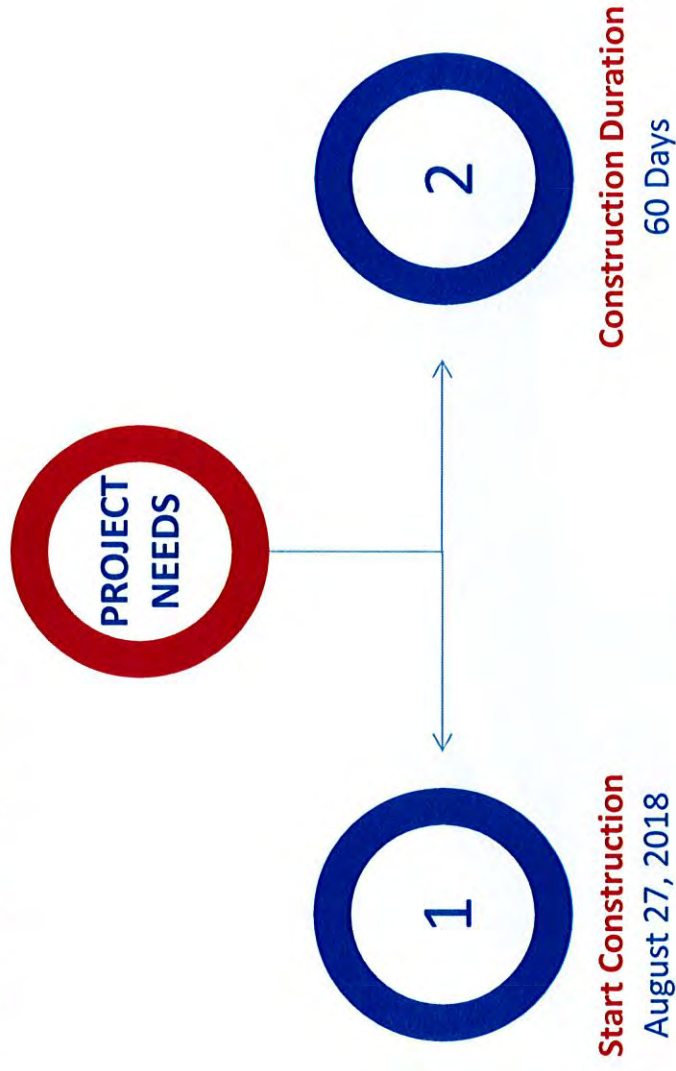 PROJECT
NEEDS
1
Start Construction
August 27, 2018
2
Construction Duration
60 Days